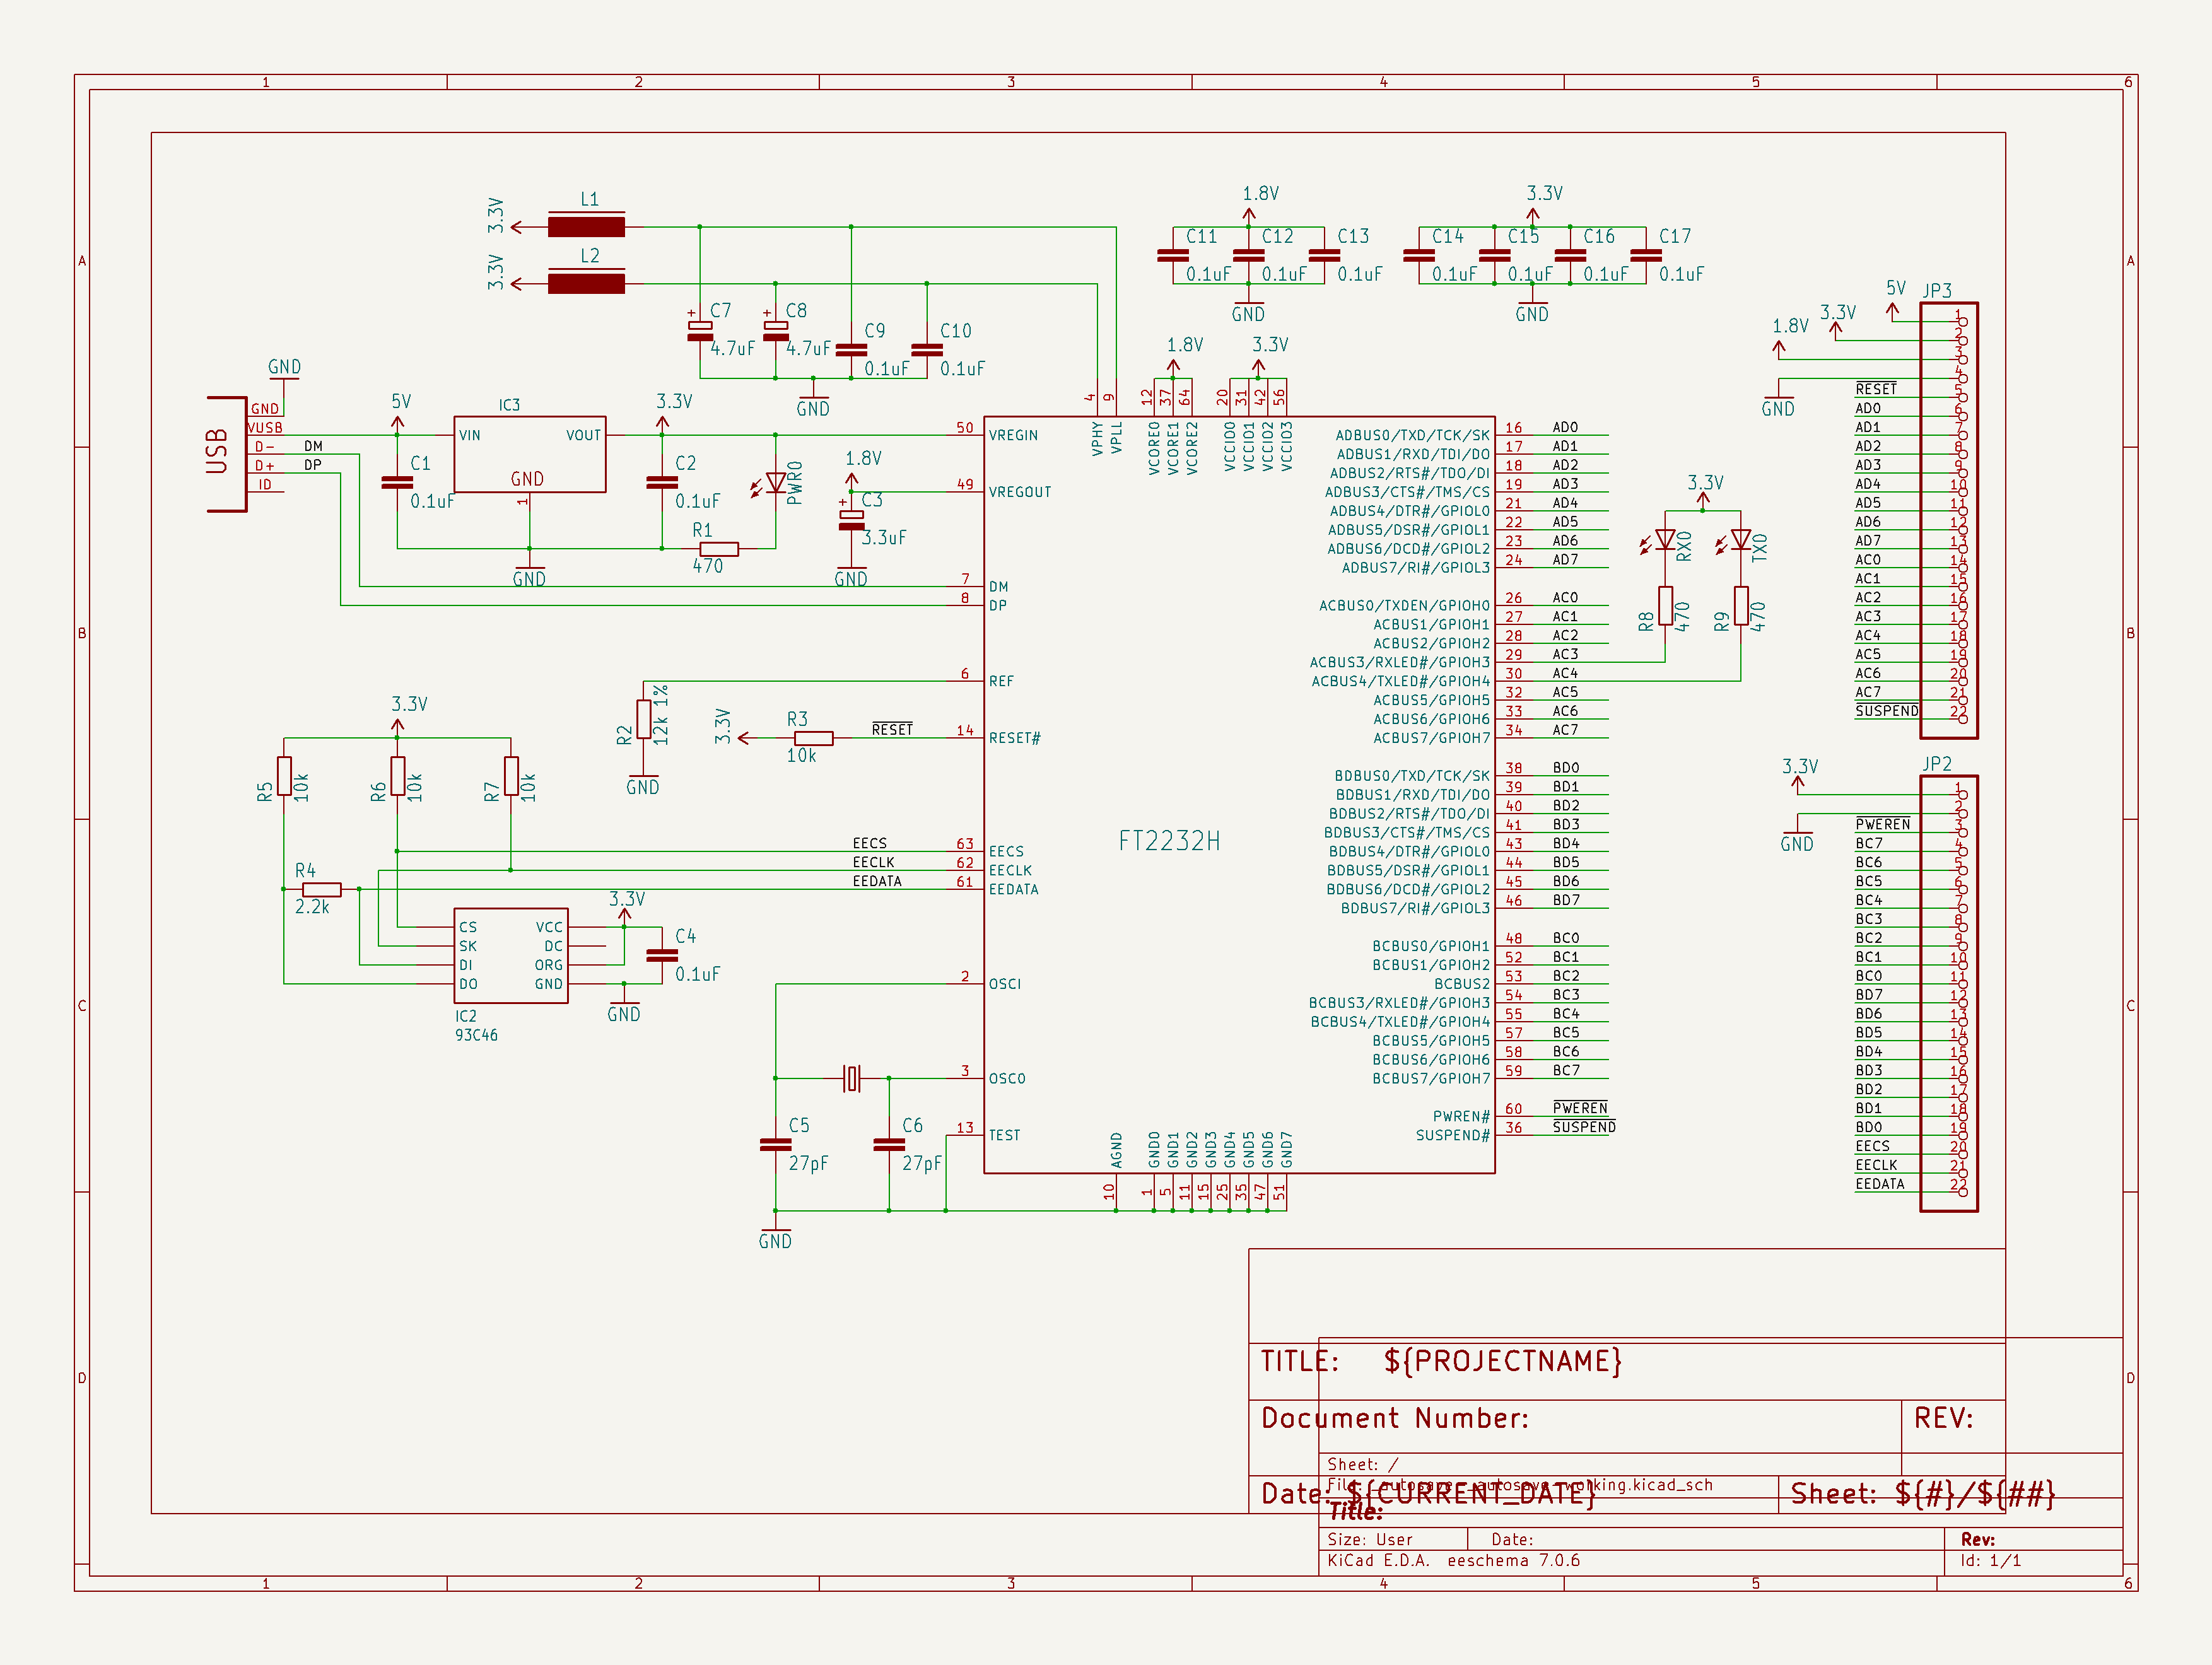 1 2 3 4 5 6
A A
B B
C C
D D
1 2 3 4 5 6
3.3V L1
3.3V L2
+ C7 4.7uF
+ C8 4.7uF
C9 0.1uF
C10 0.1uF
GND
1.8V
C11 C12 C13
0.1uF 0.1uF 0.1uF
GND
3.3V
C14 C15 C16 C17
0.1uF 0.1uF 0.1uF 0.1uF
GND
GND
USB
GND
VUSB
D- DM
D+ DP
ID
5V
C1 0.1uF
IC3
VIN VOUT
GND
1
GND
3.3V
C2 0.1uF
PWR0
R1
470
1.8V
+ C3
3.3uF
GND
R2 12k 1%
GND
3.3V R3 RESET
10k
3.3V
R5 10k
R6 10k
R7 10k
R4
2.2k
EECS
EECLK
EEDATA
CS VCC
SK DC
DI ORG
DO GND
IC2
93C46
3.3V
C4
0.1uF
GND
C5 27pF
C6 27pF
GND
1.8V 3.3V
4 9 12 37 64 20 31 42 56
VPHY VPLL VCORE0 VCORE1 VCORE2 VCCIO0 VCCIO1 VCCIO2 VCCIO3
FT2232H
50 VREGIN
49 VREGOUT
7 DM
8 DP
6 REF
14 RESET#
63 EECS
62 EECLK
61 EEDATA
2 OSCI
3 OSCO
13 TEST
AGND GND0 GND1 GND2 GND3 GND4 GND5 GND6 GND7
10 1 5 11 15 25 35 47 51
ADBUS0/TXD/TCK/SK 16 AD0
ADBUS1/RXD/TDI/DO 17 AD1
ADBUS2/RTS#/TDO/DI 18 AD2
ADBUS3/CTS#/TMS/CS 19 AD3
ADBUS4/DTR#/GPIOL0 21 AD4
ADBUS5/DSR#/GPIOL1 22 AD5
ADBUS6/DCD#/GPIOL2 23 AD6
ADBUS7/RI#/GPIOL3 24 AD7
ACBUS0/TXDEN/GPIOH0 26 AC0
ACBUS1/GPIOH1 27 AC1
ACBUS2/GPIOH2 28 AC2
ACBUS3/RXLED#/GPIOH3 29 AC3
ACBUS4/TXLED#/GPIOH4 30 AC4
ACBUS5/GPIOH5 32 AC5
ACBUS6/GPIOH6 33 AC6
ACBUS7/GPIOH7 34 AC7
BDBUS0/TXD/TCK/SK 38 BD0
BDBUS1/RXD/TDI/DO 39 BD1
BDBUS2/RTS#/TDO/DI 40 BD2
BDBUS3/CTS#/TMS/CS 41 BD3
BDBUS4/DTR#/GPIOL0 43 BD4
BDBUS5/DSR#/GPIOL1 44 BD5
BDBUS6/DCD#/GPIOL2 45 BD6
BDBUS7/RI#/GPIOL3 46 BD7
BCBUS0/GPIOH1 48 BC0
BCBUS1/GPIOH2 52 BC1
BCBUS2 53 BC2
BCBUS3/RXLED#/GPIOH3 54 BC3
BCBUS4/TXLED#/GPIOH4 55 BC4
BCBUS5/GPIOH5 57 BC5
BCBUS6/GPIOH6 58 BC6
BCBUS7/GPIOH7 59 BC7
PWREN# 60 PWEREN
SUSPEND# 36 SUSPEND
3.3V
RX0 TX0
R8 470
R9 470
JP3
5V 1
3.3V 2
1.8V 3
GND 4
RESET 5
AD0 6
AD1 7
AD2 8
AD3 9
AD4 10
AD5 11
AD6 12
AD7 13
AC0 14
AC1 15
AC2 16
AC3 17
AC4 18
AC5 19
AC6 20
AC7 21
SUSPEND 22
JP2
3.3V 1
GND 2
PWEREN 3
BC7 4
BC6 5
BC5 6
BC4 7
BC3 8
BC2 9
BC1 10
BC0 11
BD7 12
BD6 13
BD5 14
BD4 15
BD3 16
BD2 17
BD1 18
BD0 19
EECS 20
EECLK 21
EEDATA 22
TITLE: ${PROJECTNAME}
Document Number: REV:
Date: ${CURRENT_DATE} Sheet: ${#}/${##}
Sheet: /
File: _autosave-_autosave-working.kicad_sch
Title:
Size: User Date: Rev:
KiCad E.D.A. eeschema 7.0.6 Id: 1/1